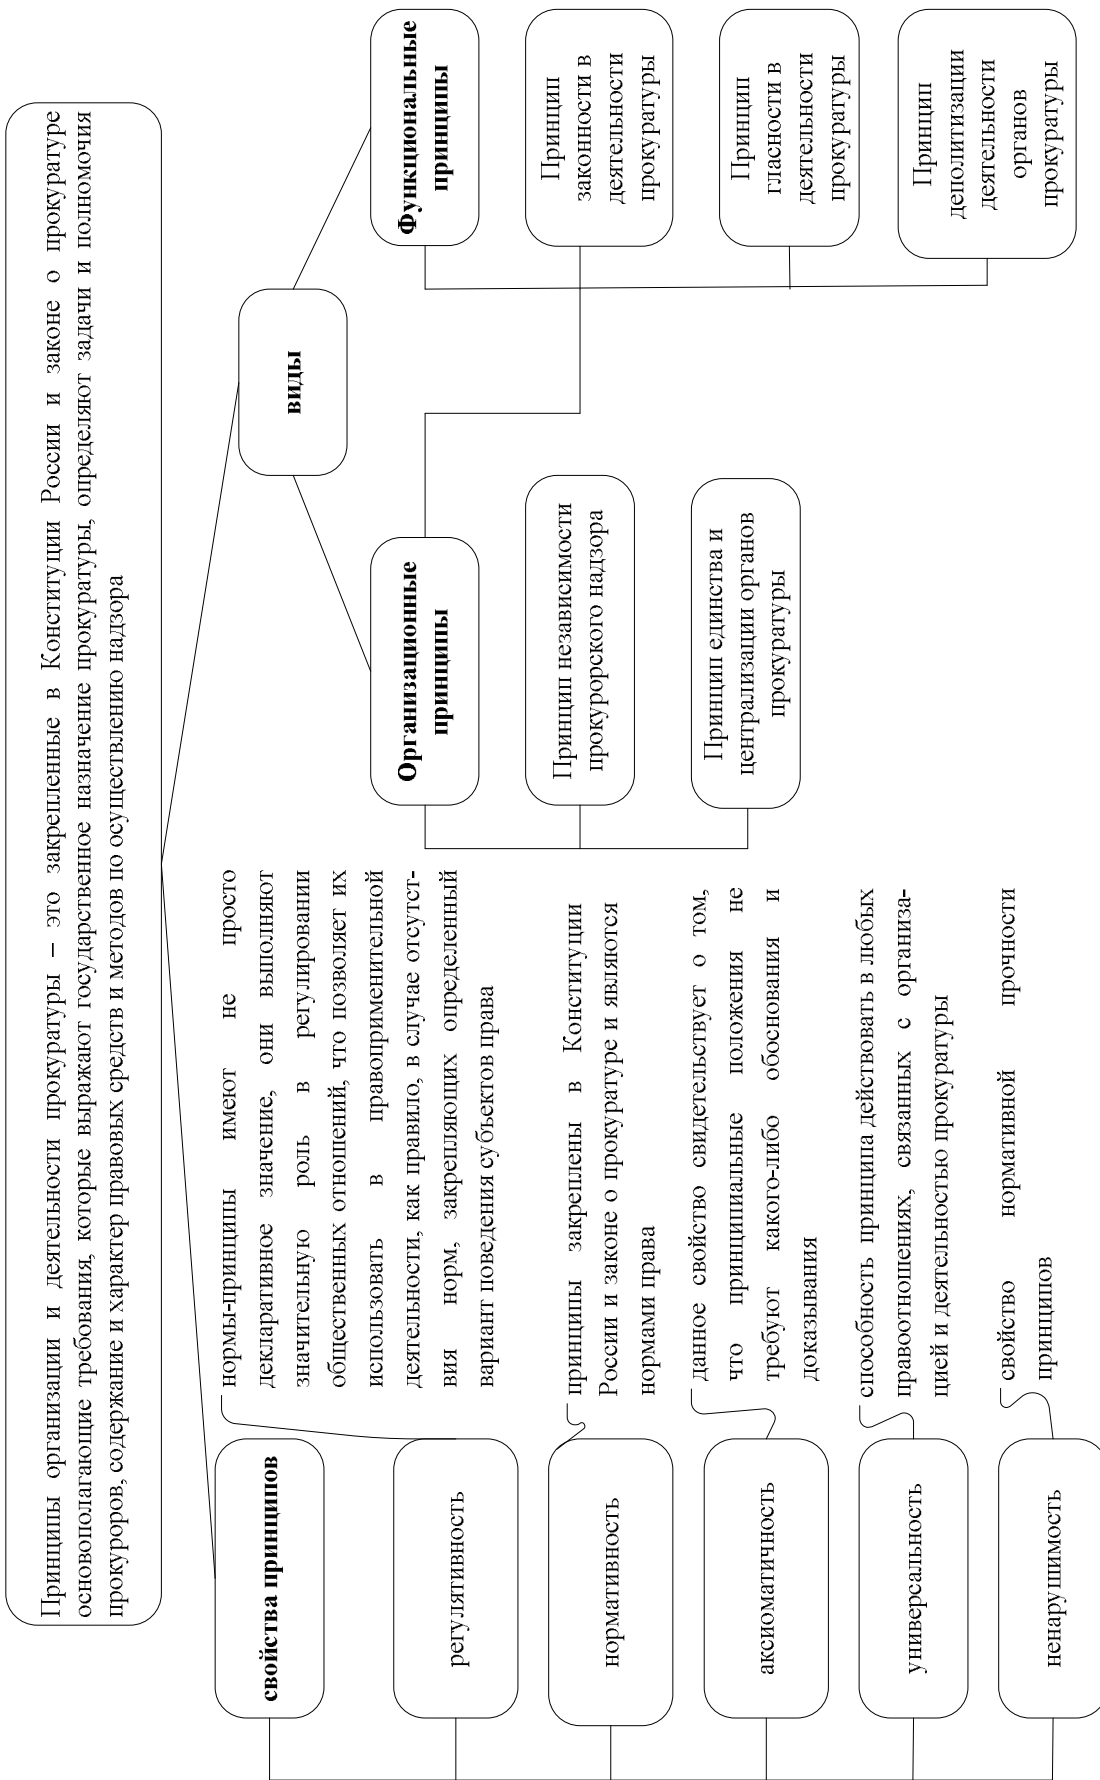 Принципы организации и деятельности прокуратуры – это закрепленные в Конституции России и законе о прокуратуре
основополагающие требования, которые выражают государственное назначение прокуратуры, определяют задачи и полномочия
прокуроров, содержание и характер правовых средств и методов по осуществлению надзора
свойства принципов
регулятивность
нормы-принципы имеют не просто
декларативное значение, они выполняют
значительную роль в регулировании
общественных отношений, что позволяет их
использовать в правоприменительной
деятельности, как правило, в случае отсутст-
вия норм, закрепляющих определенный
вариант поведения субъектов права
нормативность
принципы закреплены в Конституции
России и законе о прокуратуре и являются
нормами права
аксиоматичность
данное свойство свидетельствует о том,
что принципиальные положения не
требуют какого-либо обоснования и
доказывания
универсальность
способность принципа действовать в любых
правоотношениях, связанных с организа-
цией и деятельностью прокуратуры
ненарушимость
свойство нормативной прочности
принципов
виды
Организационные
принципы
Принцип независимости
прокурорского надзора
Принцип единства и
централизации органов
прокуратуры
Функциональные
принципы
Принцип
законности в
деятельности
прокуратуры
Принцип
гласности в
деятельности
прокуратуры
Принцип
деполитизации
деятельности
органов
прокуратуры